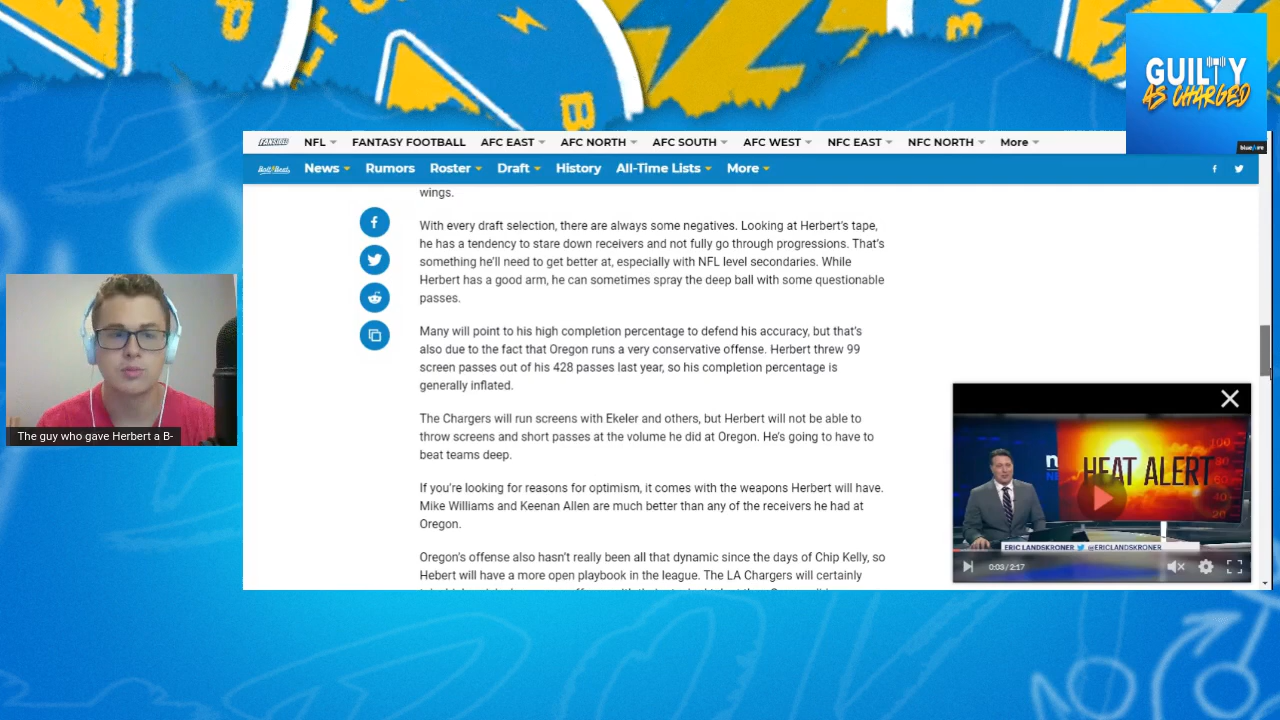 GUILTY
AS CHARGED
blue wire
FANSIDED
NFL
FANTASY FOOTBALL
AFC EAST
AFC NORTH
AFC SOUTH
AFC WEST
NFC EAST
NFC NORTH
More
Bolt Beat
News
Rumors
Roster
Draft
History
All-Time Lists
More
wings.
With every draft selection, there are always some negatives. Looking at Herbert's tape,
he has a tendency to stare down receivers and not fully go through progressions. That's
something he'll need to get better at, especially with NFL level secondaries. While
Herbert has a good arm, he can sometimes spray the deep ball with some questionable
passes.
Many will point to his high completion percentage to defend his accuracy, but that's
also due to the fact that Oregon runs a very conservative offense. Herbert threw 99
screen passes out of his 428 passes last year, so his completion percentage is
generally inflated.
The Chargers will run screens with Ekeler and others, but Herbert will not be able to
throw screens and short passes at the volume he did at Oregon. He's going to have to
beat teams deep.
If you're looking for reasons for optimism, it comes with the weapons Herbert will have.
Mike Williams and Keenan Allen are much better than any of the receivers he had at
Oregon.
Oregon's offense also hasn't really been all that dynamic since the days of Chip Kelly, so
Hebert will have a more open playbook in the league. The LA Chargers will certainly
The guy who gave Herbert a B-
HEAT ALERT
100
80
60
40
20
ERIC LANDSKRONER @ERICLANDSKRONER
0:03 / 2:17